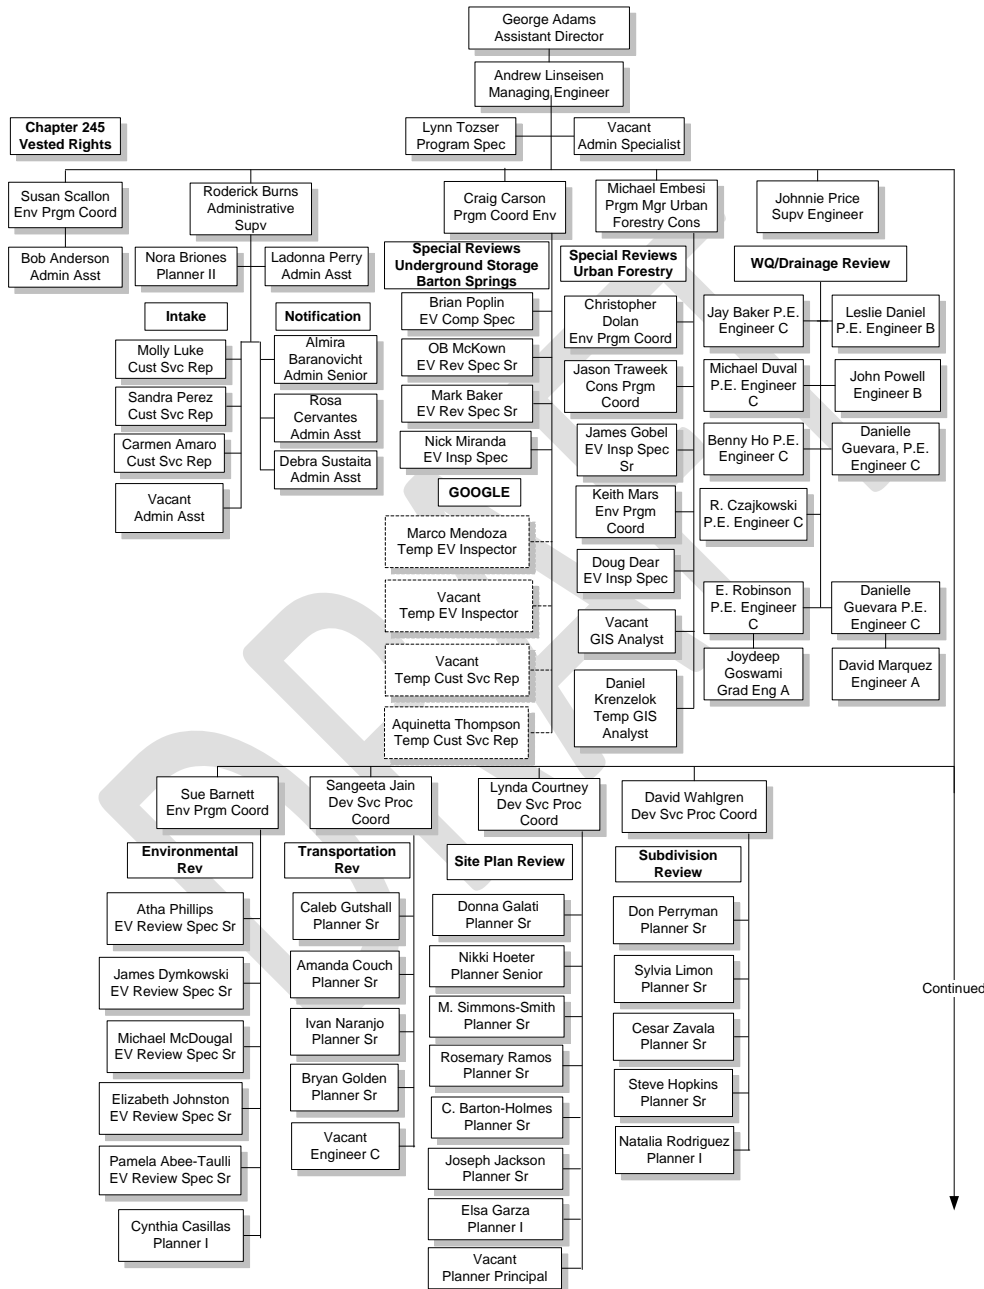 George Adams
Assistant Director
Andrew Linseisen
Managing Engineer
Chapter 245
Vested Rights
Lynn Tozser
Program Spec
Vacant
Admin Specialist
Susan Scallon
Env Prgm Coord
Roderick Burns
Administrative
Supv
Craig Carson
Prgm Coord Env
Michael Embesi
Prgm Mgr Urban
Forestry Cons
Johnnie Price
Supv Engineer
Bob Anderson
Admin Asst
Nora Briones
Planner II
Ladonna Perry
Admin Asst
Special Reviews
Underground Storage
Barton Springs
Special Reviews
Urban Forestry
WQ/Drainage Review
Intake
Notification
Molly Luke
Cust Svc Rep
Sandra Perez
Cust Svc Rep
Carmen Amaro
Cust Svc Rep
Vacant
Admin Asst
Almira
Baranovicht
Admin Senior
Rosa
Cervantes
Admin Asst
Debra Sustaita
Admin Asst
Brian Poplin
EV Comp Spec
OB McKown
EV Rev Spec Sr
Mark Baker
EV Rev Spec Sr
Nick Miranda
EV Insp Spec
GOOGLE
Marco Mendoza
Temp EV Inspector
Vacant
Temp EV Inspector
Vacant
Temp Cust Svc Rep
Aquinetta Thompson
Temp Cust Svc Rep
Christopher
Dolan
Env Prgm Coord
Jason Traweek
Cons Prgm
Coord
James Gobel
EV Insp Spec
Sr
Keith Mars
Env Prgm
Coord
Doug Dear
EV Insp Spec
Vacant
GIS Analyst
Daniel
Krenzelok
Temp GIS
Analyst
Jay Baker P.E.
Engineer C
Leslie Daniel
P.E. Engineer B
Michael Duval
P.E. Engineer
C
John Powell
Engineer B
Benny Ho P.E.
Engineer C
Danielle
Guevara, P.E.
Engineer C
R. Czajkowski
P.E. Engineer C
E. Robinson
P.E. Engineer
C
Danielle
Guevara P.E.
Engineer C
Joydeep
Goswami
Grad Eng A
David Marquez
Engineer A
Sue Barnett
Env Prgm Coord
Sangeeta Jain
Dev Svc Proc
Coord
Lynda Courtney
Dev Svc Proc
Coord
David Wahlgren
Dev Svc Proc Coord
Environmental
Rev
Transportation
Rev
Site Plan Review
Subdivision
Review
Atha Phillips
EV Review Spec Sr
James Dymkowski
EV Review Spec Sr
Michael McDougal
EV Review Spec Sr
Elizabeth Johnston
EV Review Spec Sr
Pamela Abee-Taulli
EV Review Spec Sr
Cynthia Casillas
Planner I
Caleb Gutshall
Planner Sr
Amanda Couch
Planner Sr
Ivan Naranjo
Planner Sr
Bryan Golden
Planner Sr
Vacant
Engineer C
Donna Galati
Planner Sr
Nikki Hoeter
Planner Senior
M. Simmons-Smith
Planner Sr
Rosemary Ramos
Planner Sr
C. Barton-Holmes
Planner Sr
Joseph Jackson
Planner Sr
Elsa Garza
Planner I
Vacant
Planner Principal
Don Perryman
Planner Sr
Sylvia Limon
Planner Sr
Cesar Zavala
Planner Sr
Steve Hopkins
Planner Sr
Natalia Rodriguez
Planner I
Continued
DRAFT